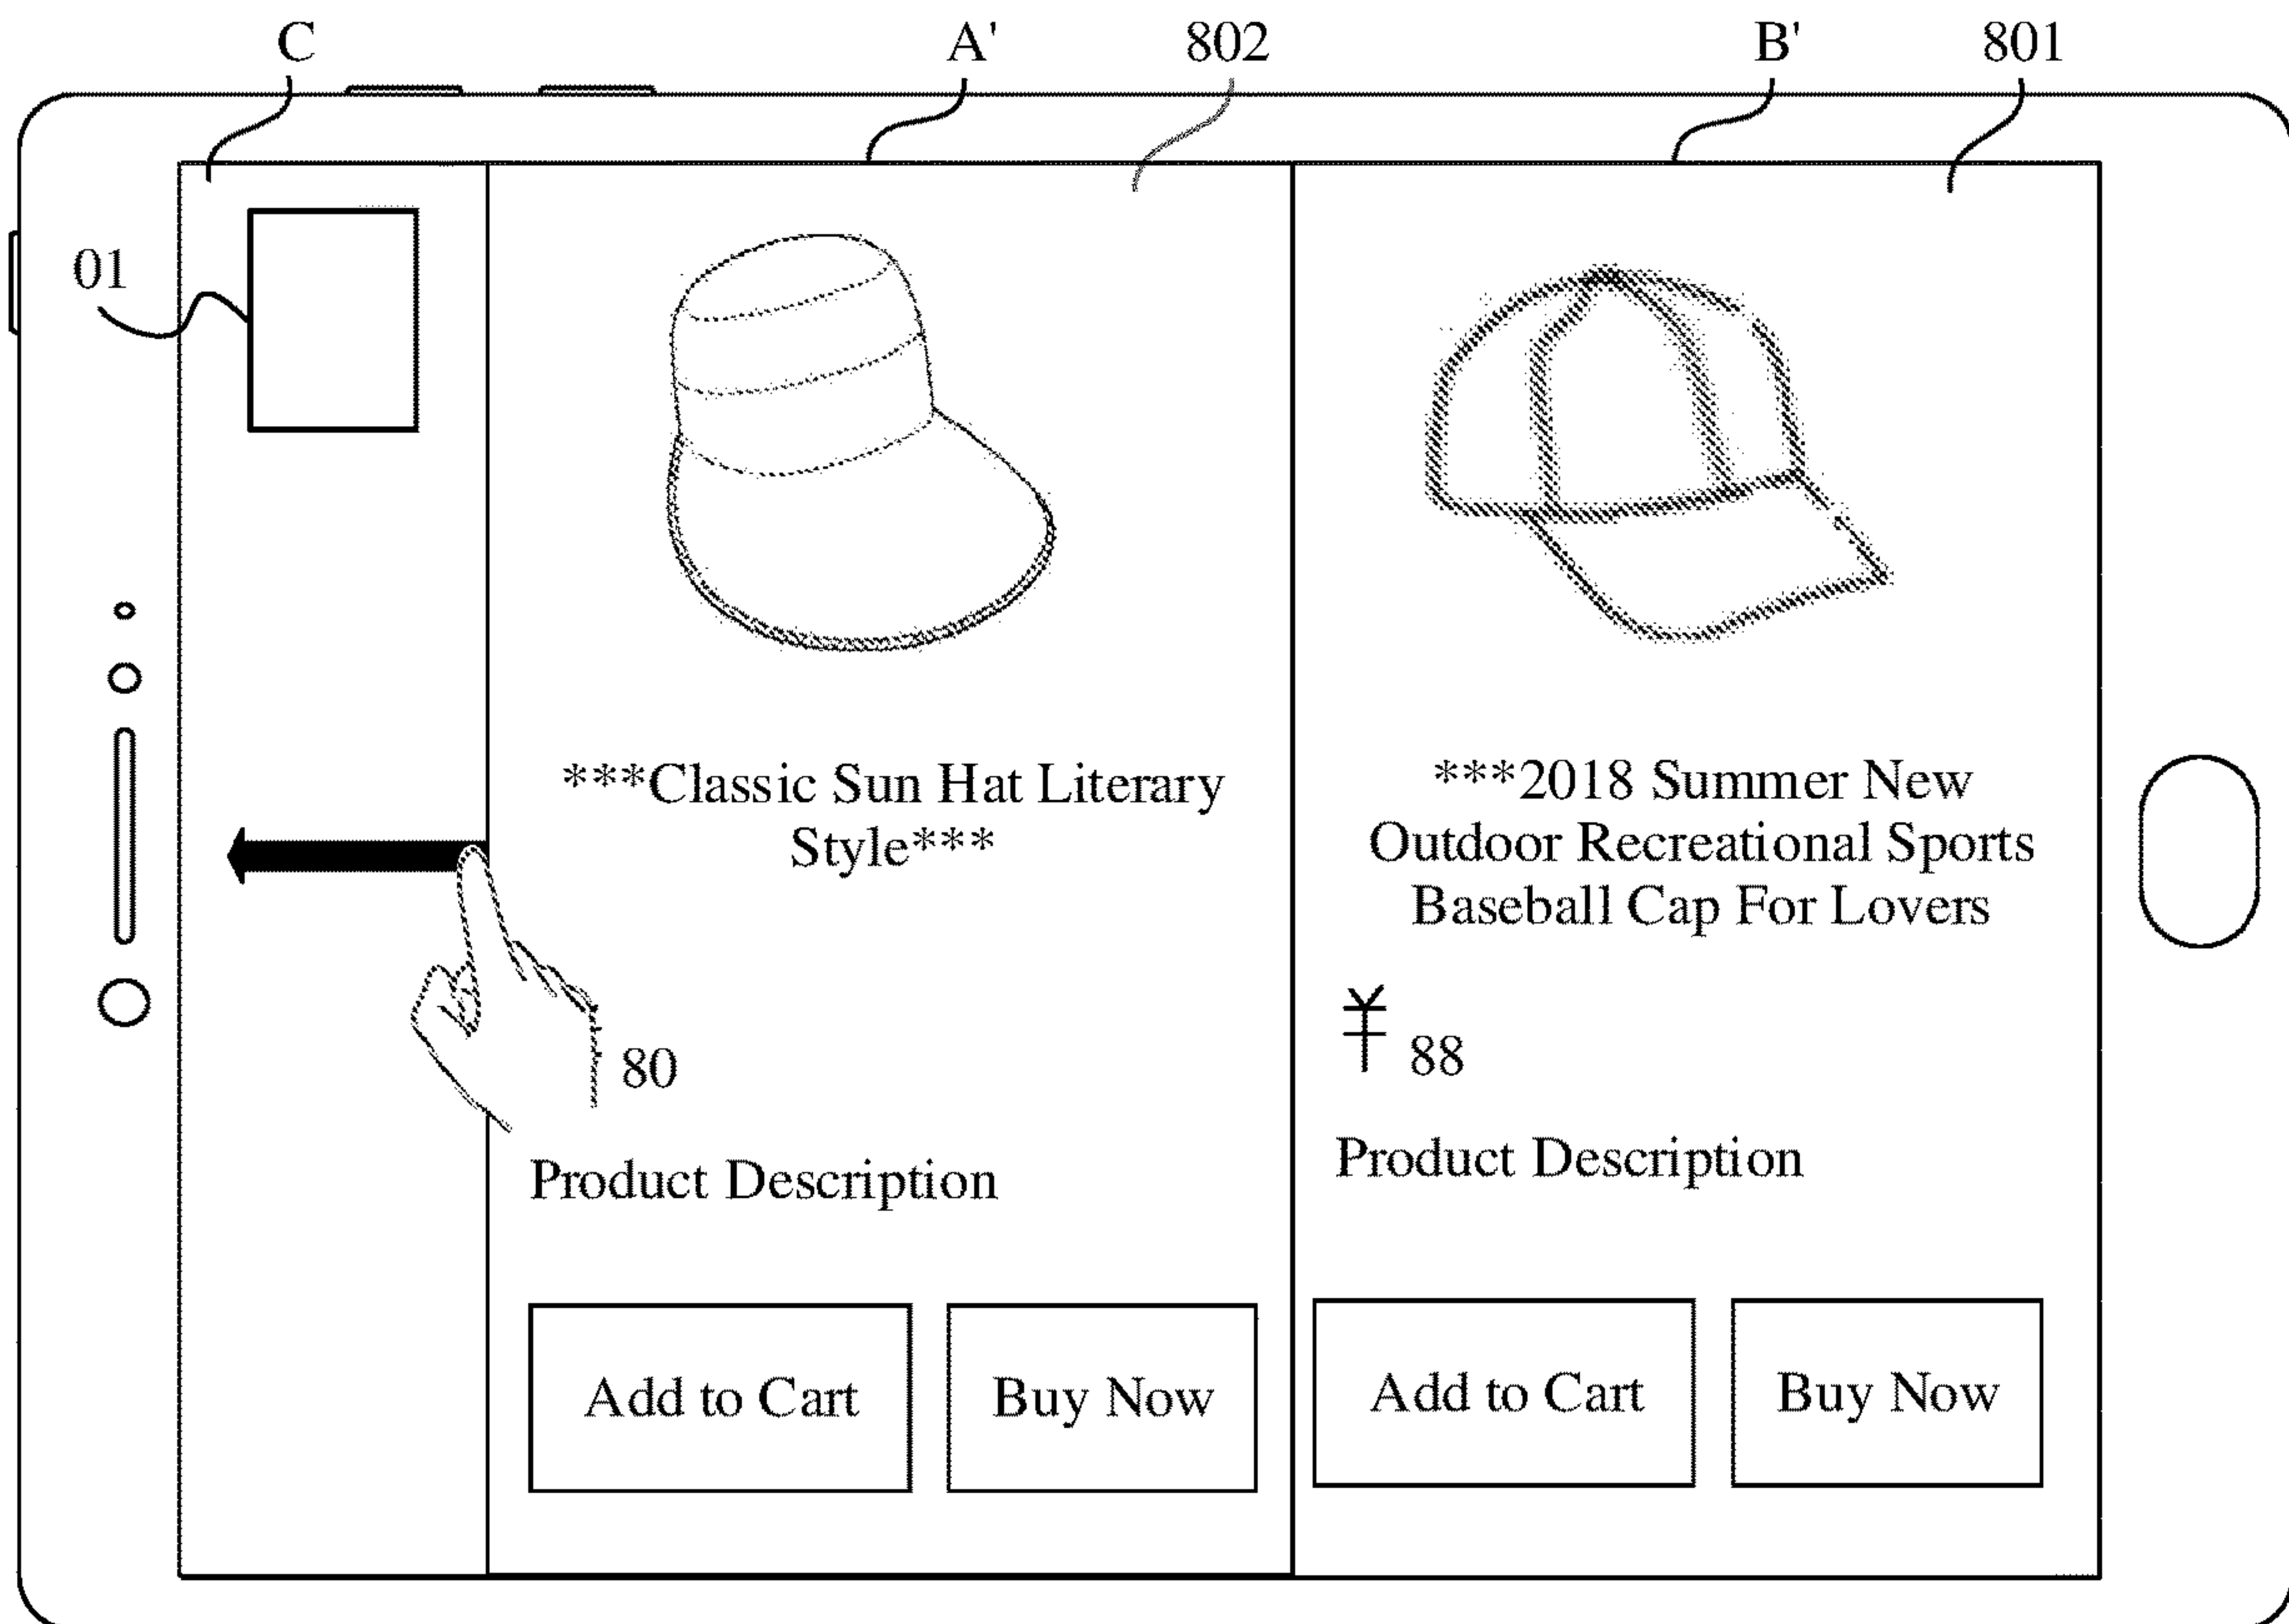 C
A'
802
B'
801
01
***Classic Sun Hat Literary
Style***
80
Product Description
Add to Cart
Buy Now
***2018 Summer New
Outdoor Recreational Sports
Baseball Cap For Lovers
¥ 88
Product Description
Add to Cart
Buy Now